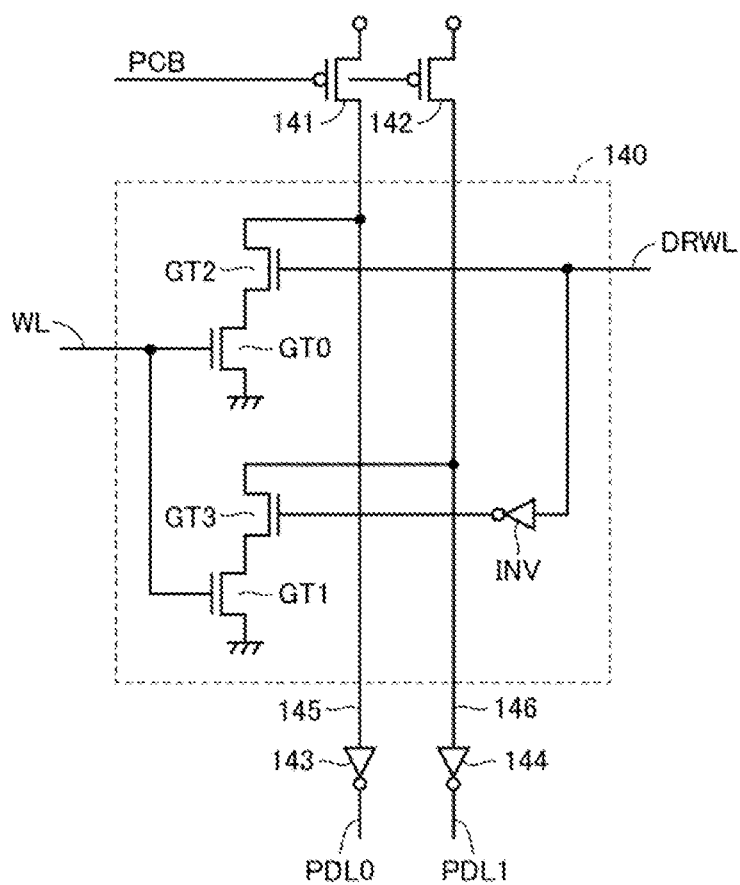 PCB
141
142
140
DRWL
GT2
WL
GT0
GT3
INV
GT1
145
146
143
144
PDL0
PDL1